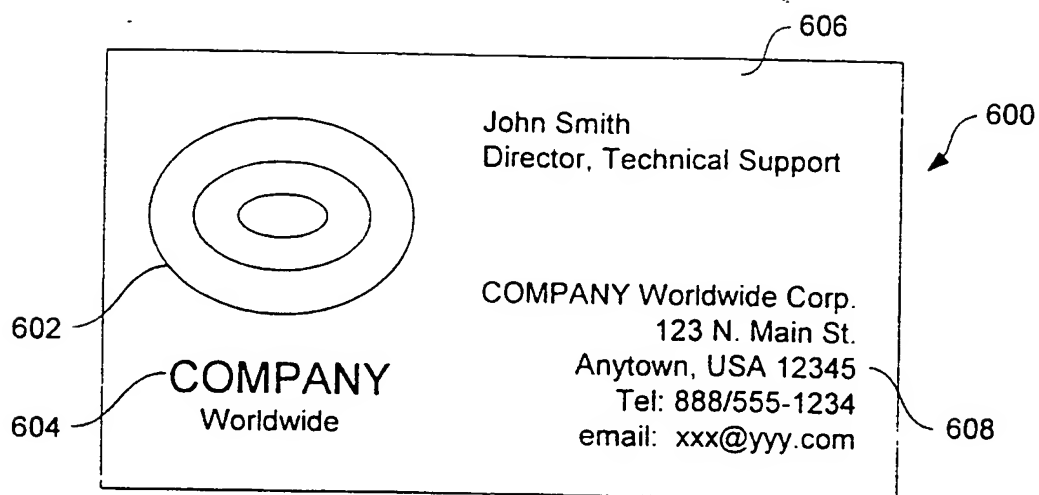 606
600
John Smith
Director, Technical Support
602
COMPANY Worldwide Corp.
123 N. Main St.
Anytown, USA 12345
Tel: 888/555-1234
email: xxx@yyy.com
608
604
COMPANY
Worldwide